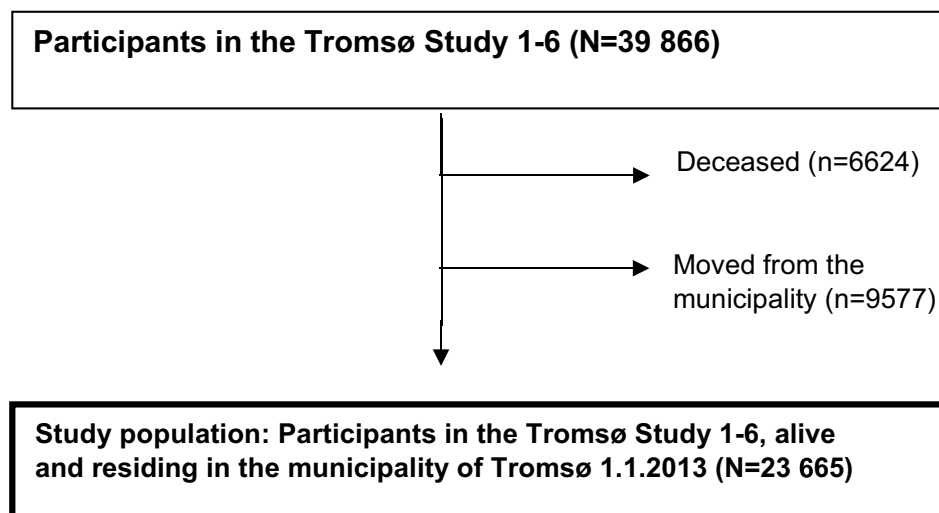 Participants in the Tromsø Study 1-6 (N=39 866)
Deceased (n=6624)
Moved from the
municipality (n=9577)
Study population: Participants in the Tromsø Study 1-6, alive
and residing in the municipality of Tromsø 1.1.2013 (N=23 665)